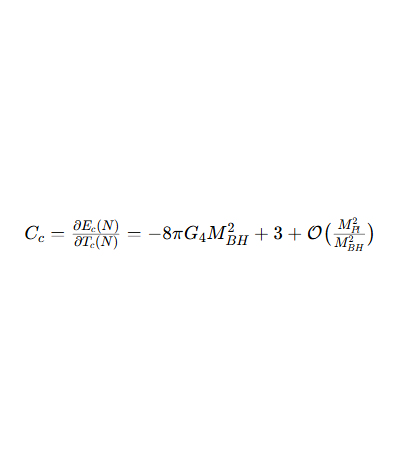 $C_c = \frac{\partial E_c(N)}{\partial T_c(N)} = -8\pi G_4 M_{BH}^2 + 3 + \mathcal{O}\left(\frac{M_{Pl}^2}{M_{BH}^2}\right)$